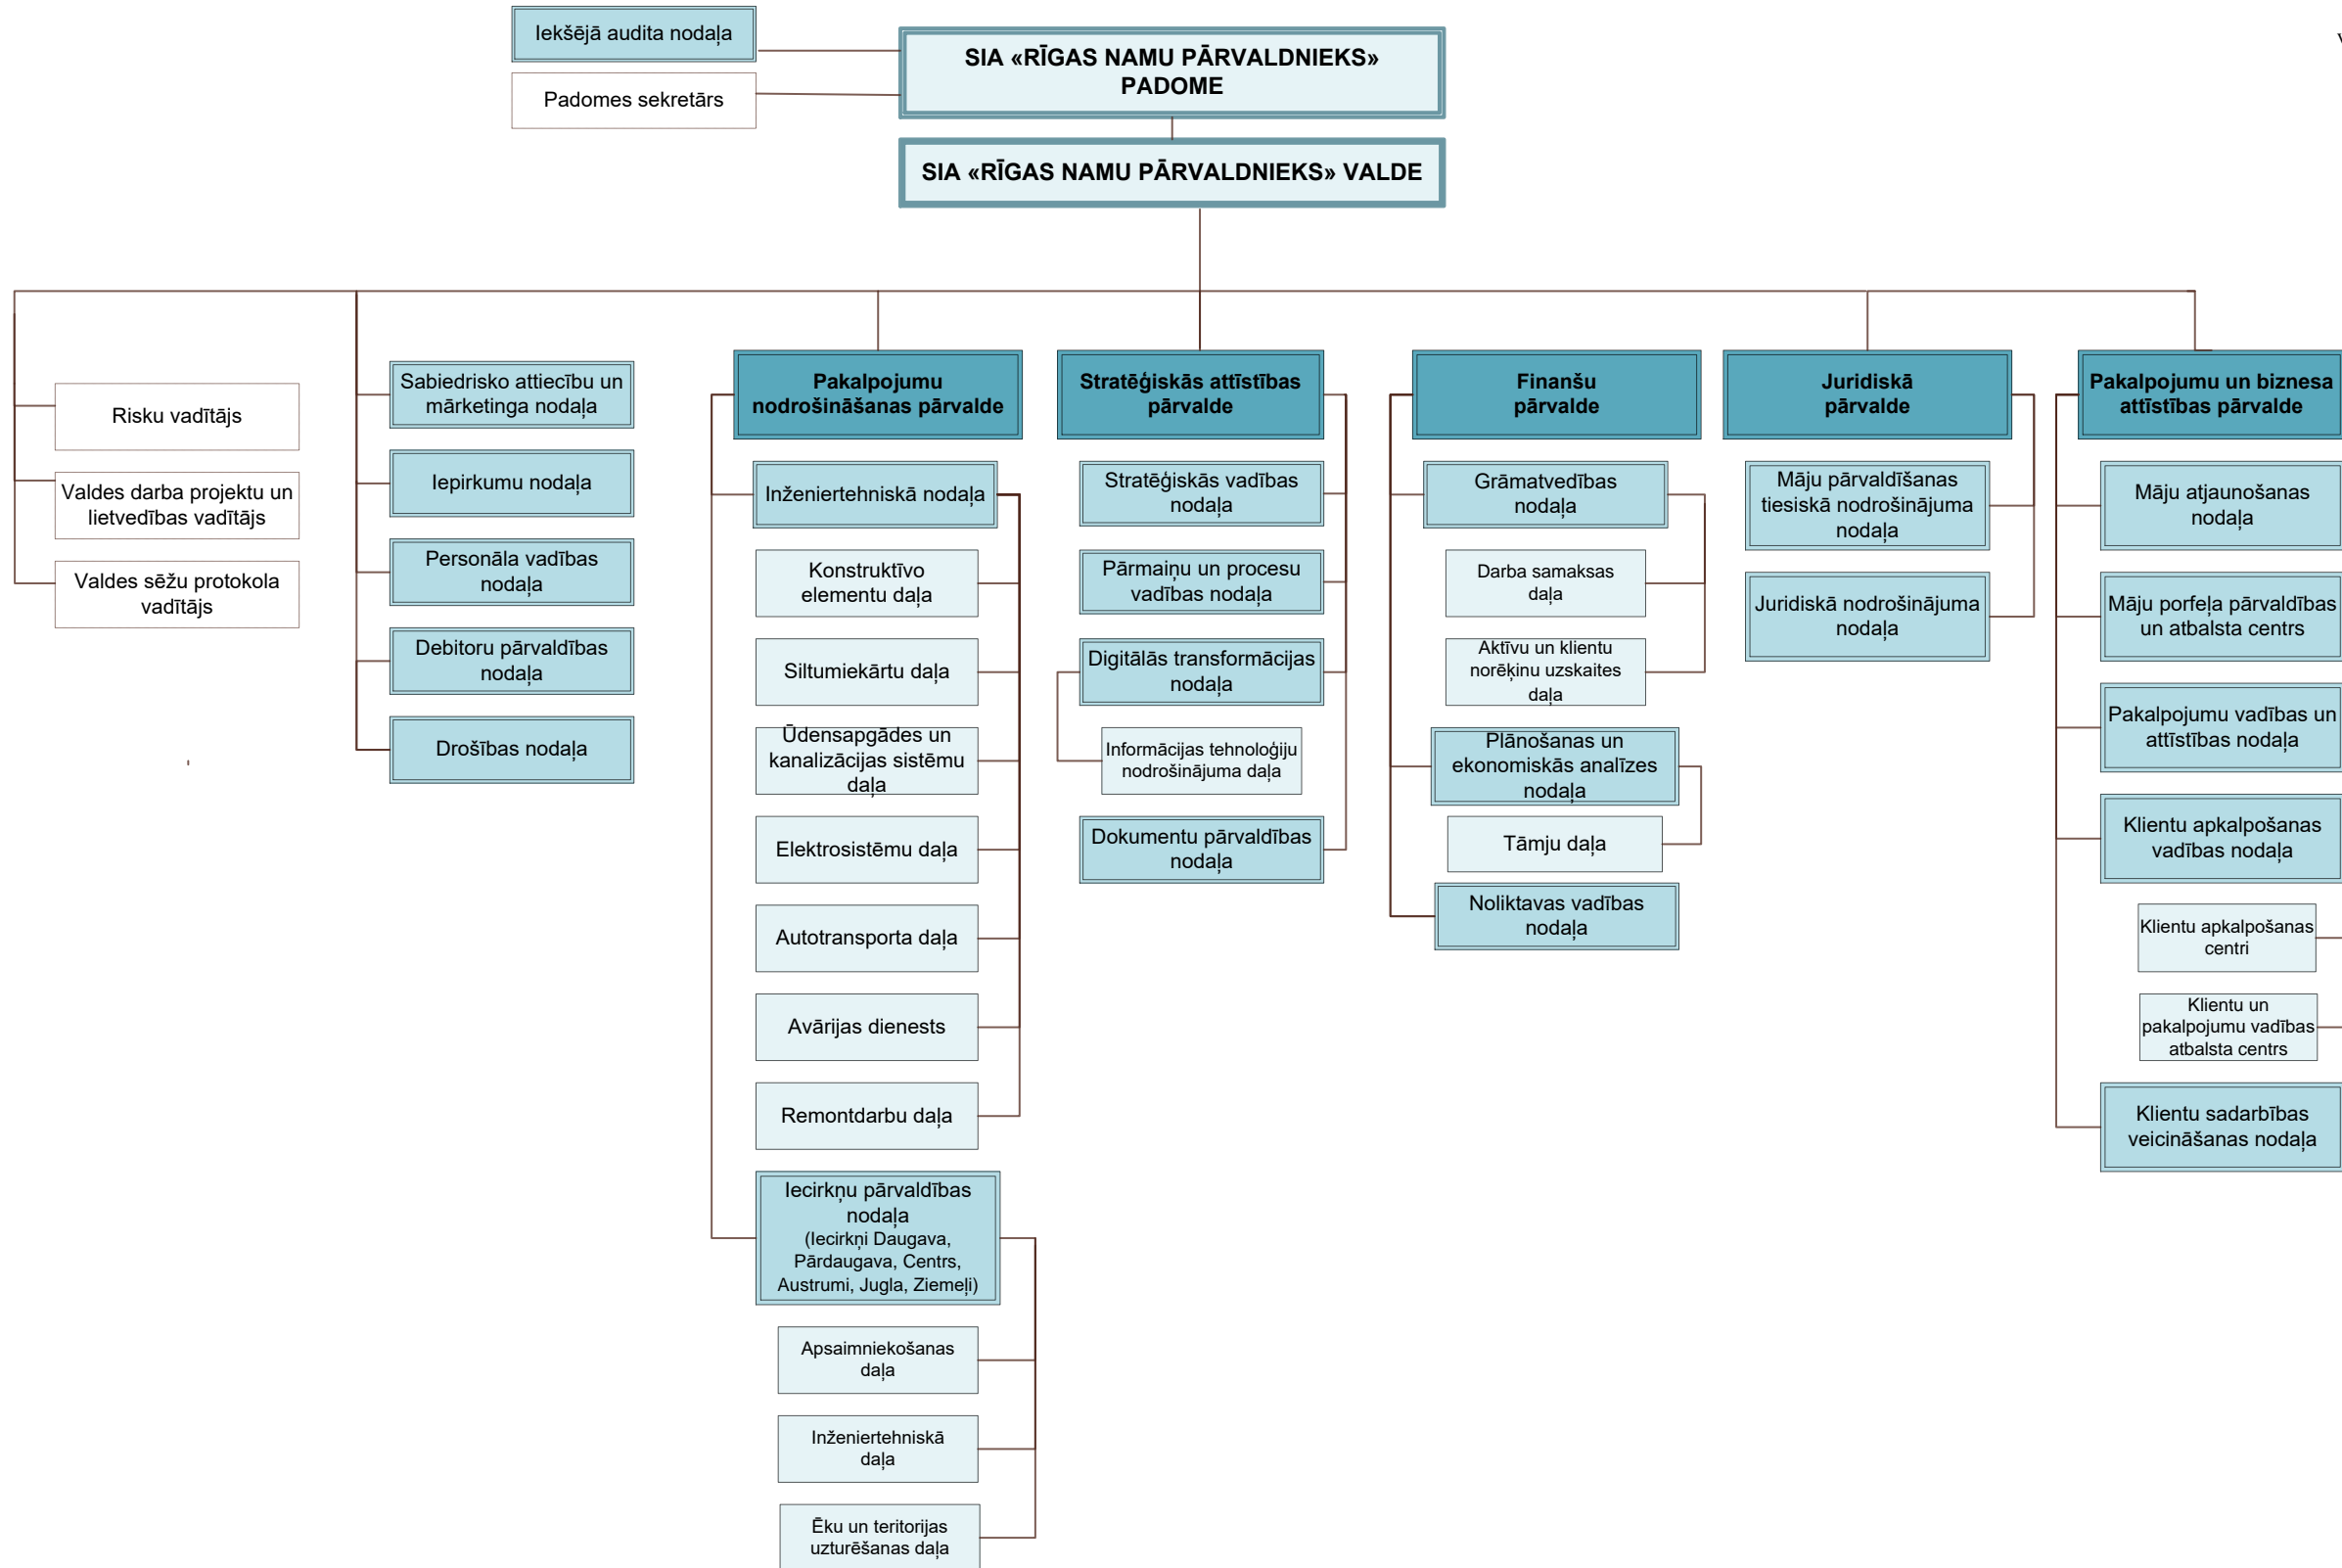 Iekšējā audita nodaļa
Padomes sekretārs
SIA «RĪGAS NAMU PĀRVALDNIEKS»
PADOME
SIA «RĪGAS NAMU PĀRVALDNIEKS» VALDE
Risku vadītājs
Valdes darba projektu un
lietvedības vadītājs
Valdes sēžu protokola
vadītājs
Sabiedrisko attiecību un
mārketinga nodaļa
Iepirkumu nodaļa
Personāla vadības
nodaļa
Debitoru pārvaldības
nodaļa
Drošības nodaļa
Pakalpojumu
nodrošināšanas pārvalde
Inženiertehniskā nodaļa
Konstruktīvo
elementu daļa
Siltumiekārtu daļa
Ūdensapgādes un
kanalizācijas sistēmu
daļa
Elektrosistēmu daļa
Autotransporta daļa
Avārijas dienests
Remontdarbu daļa
Iecirkņu pārvaldības
nodaļa
(Iecirkņi Daugava,
Pārdaugava, Centrs,
Austrumi, Jugla, Ziemeļi)
Apsaimniekošanas
daļa
Inženiertehniskā
daļa
Ēku un teritorijas
uzturēšanas daļa
Stratēģiskās attīstības
pārvalde
Stratēģiskās vadības
nodaļa
Pārmaiņu un procesu
vadības nodaļa
Digitālās transformācijas
nodaļa
Informācijas tehnoloģiju
nodrošinājuma daļa
Dokumentu pārvaldības
nodaļa
Finanšu
pārvalde
Grāmatvedības
nodaļa
Darba samaksas
daļa
Aktīvu un klientu
norēķinu uzskaites
daļa
Plānošanas un
ekonomiskās analīzes
nodaļa
Tāmju daļa
Noliktavas vadības
nodaļa
Juridiskā
pārvalde
Māju pārvaldīšanas
tiesiskā nodrošinājuma
nodaļa
Juridiskā nodrošinājuma
nodaļa
Pakalpojumu un biznesa
attīstības pārvalde
Māju atjaunošanas
nodaļa
Māju porfeļa pārvaldības
un atbalsta centrs
Pakalpojumu vadības un
attīstības nodaļa
Klientu apkalpošanas
vadības nodaļa
Klientu apkalpošanas
centri
Klientu un
pakalpojumu vadības
atbalsta centrs
Klientu sadarbības
veicināšanas nodaļa